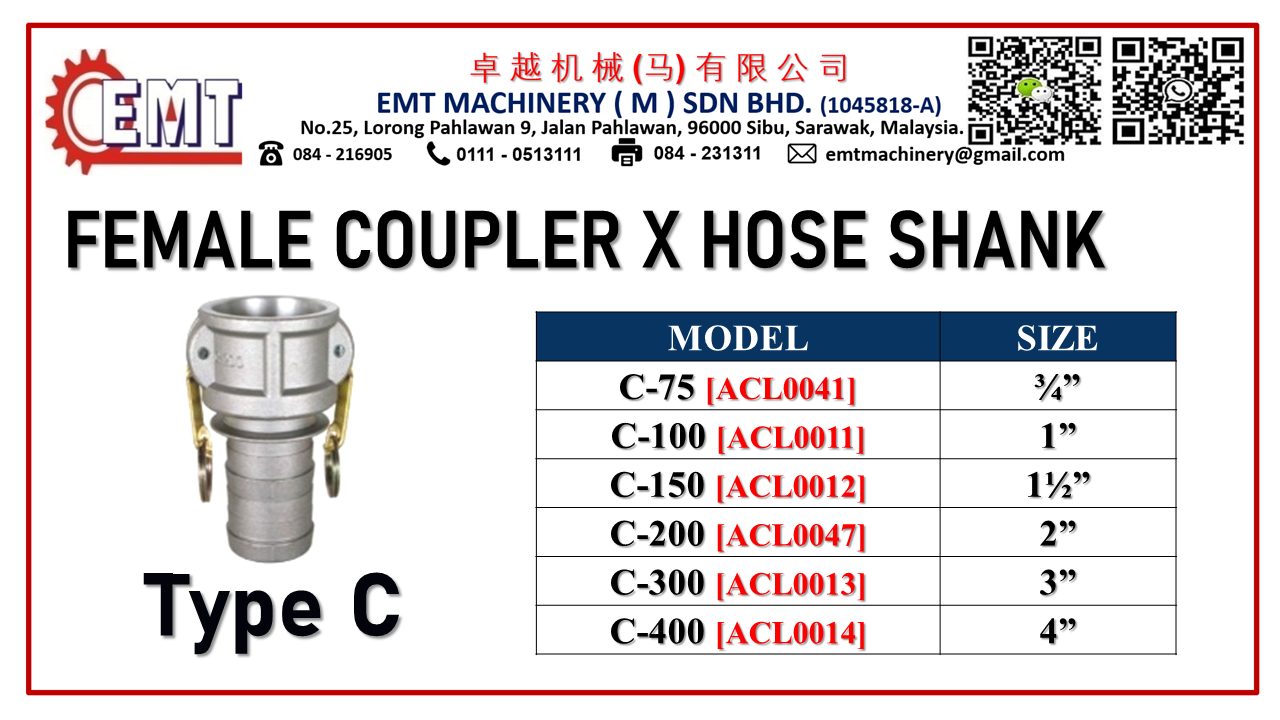 EMT
卓越机械(马)有限公司
EMT MACHINERY ( M ) SDN BHD. (1045818-A)
No.25, Lorong Pahlawan 9, Jalan Pahlawan, 96000 Sibu, Sarawak, Malaysia.
084 - 216905 0111 - 0513111 084 - 231311 emtmachinery@gmail.com
FEMALE COUPLER X HOSE SHANK
MODEL SIZE
C-75 [ACL0041] ¾”
C-100 [ACL0011] 1”
C-150 [ACL0012] 1½”
C-200 [ACL0047] 2”
C-300 [ACL0013] 3”
C-400 [ACL0014] 4”
Type C